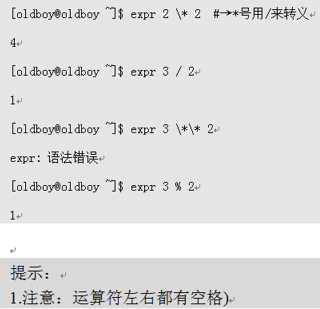 [oldboy@oldboy ~]$ expr 2 \* 2 #→*号用/来转义
4
[oldboy@oldboy ~]$ expr 3 / 2
1
[oldboy@oldboy ~]$ expr 3 \*\* 2
expr: 语法错误
[oldboy@oldboy ~]$ expr 3 % 2
1
提示：
1.注意：运算符左右都有空格)